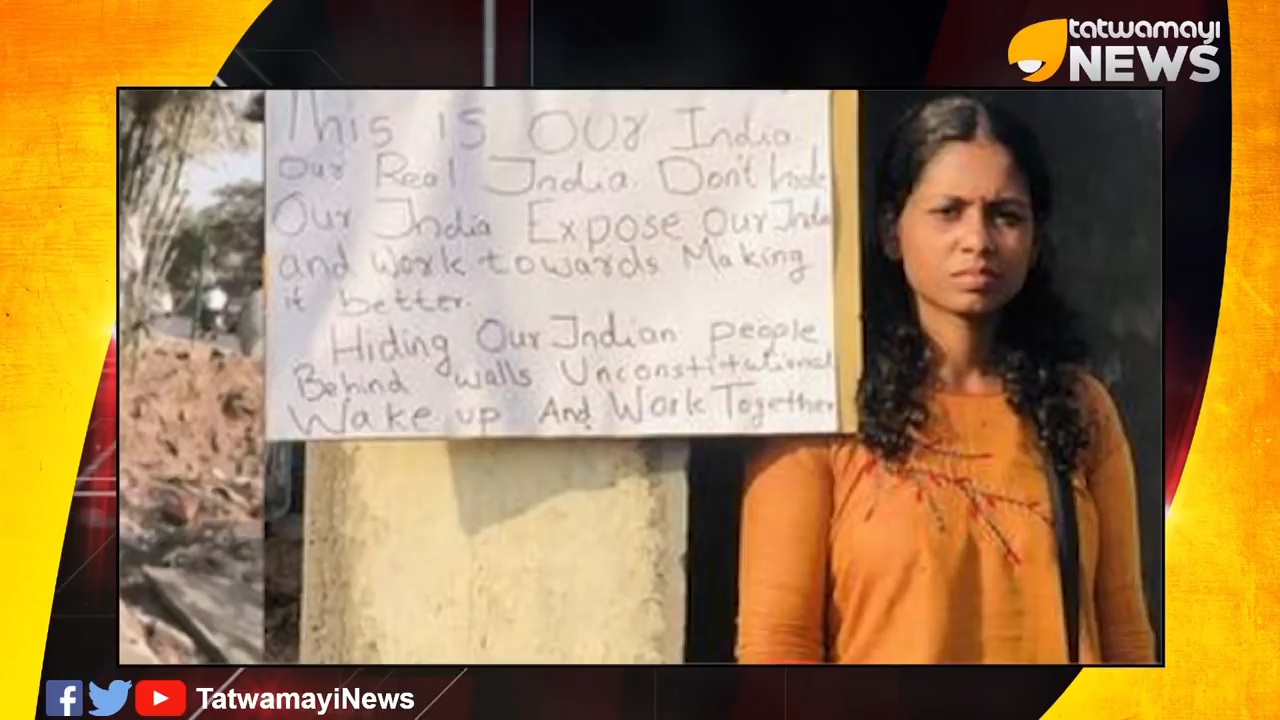 tatwamayi
NEWS
This is our India
Our Real India. Don't
Our India Expose our
and work towards Making
it better.
Hiding Our Indian people
Behind walls Unconstitutional
Wake up And Work Together
TatwamayiNews